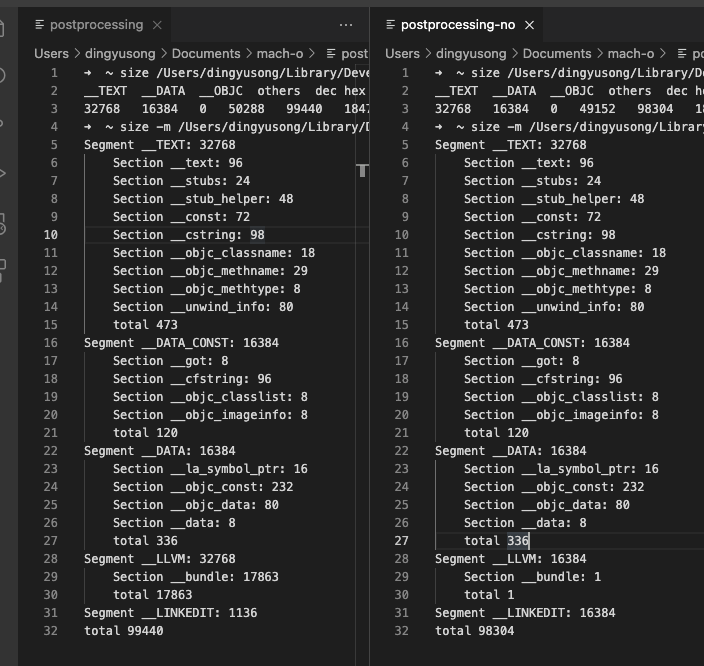 postprocessing
Users > dingyusong > Documents > mach-o > post
1 → ~ size /Users/dingyusong/Library/Deve
2 __TEXT __DATA __OBJC others dec hex
3 32768 16384 0 50288 99440 1847
4 → ~ size -m /Users/dingyusong/Library/D
5 Segment __TEXT: 32768
6 Section __text: 96
7 Section __stubs: 24
8 Section __stub_helper: 48
9 Section __const: 72
10 Section __cstring: 98
11 Section __objc_classname: 18
12 Section __objc_methname: 29
13 Section __objc_methtype: 8
14 Section __unwind_info: 80
15 total 473
16 Segment __DATA_CONST: 16384
17 Section __got: 8
18 Section __cfstring: 96
19 Section __objc_classlist: 8
20 Section __objc_imageinfo: 8
21 total 120
22 Segment __DATA: 16384
23 Section __la_symbol_ptr: 16
24 Section __objc_const: 232
25 Section __objc_data: 80
26 Section __data: 8
27 total 336
28 Segment __LLVM: 32768
29 Section __bundle: 17863
30 total 17863
31 Segment __LINKEDIT: 1136
32 total 99440
postprocessing-no
Users > dingyusong > Documents > mach-o > po
1 → ~ size /Users/dingyusong/Library/Deve
2 __TEXT __DATA __OBJC others dec hex
3 32768 16384 0 49152 98304 18
4 → ~ size -m /Users/dingyusong/Library/
5 Segment __TEXT: 32768
6 Section __text: 96
7 Section __stubs: 24
8 Section __stub_helper: 48
9 Section __const: 72
10 Section __cstring: 98
11 Section __objc_classname: 18
12 Section __objc_methname: 29
13 Section __objc_methtype: 8
14 Section __unwind_info: 80
15 total 473
16 Segment __DATA_CONST: 16384
17 Section __got: 8
18 Section __cfstring: 96
19 Section __objc_classlist: 8
20 Section __objc_imageinfo: 8
21 total 120
22 Segment __DATA: 16384
23 Section __la_symbol_ptr: 16
24 Section __objc_const: 232
25 Section __objc_data: 80
26 Section __data: 8
27 total 336
28 Segment __LLVM: 16384
29 Section __bundle: 1
30 total 1
31 Segment __LINKEDIT: 16384
32 total 98304